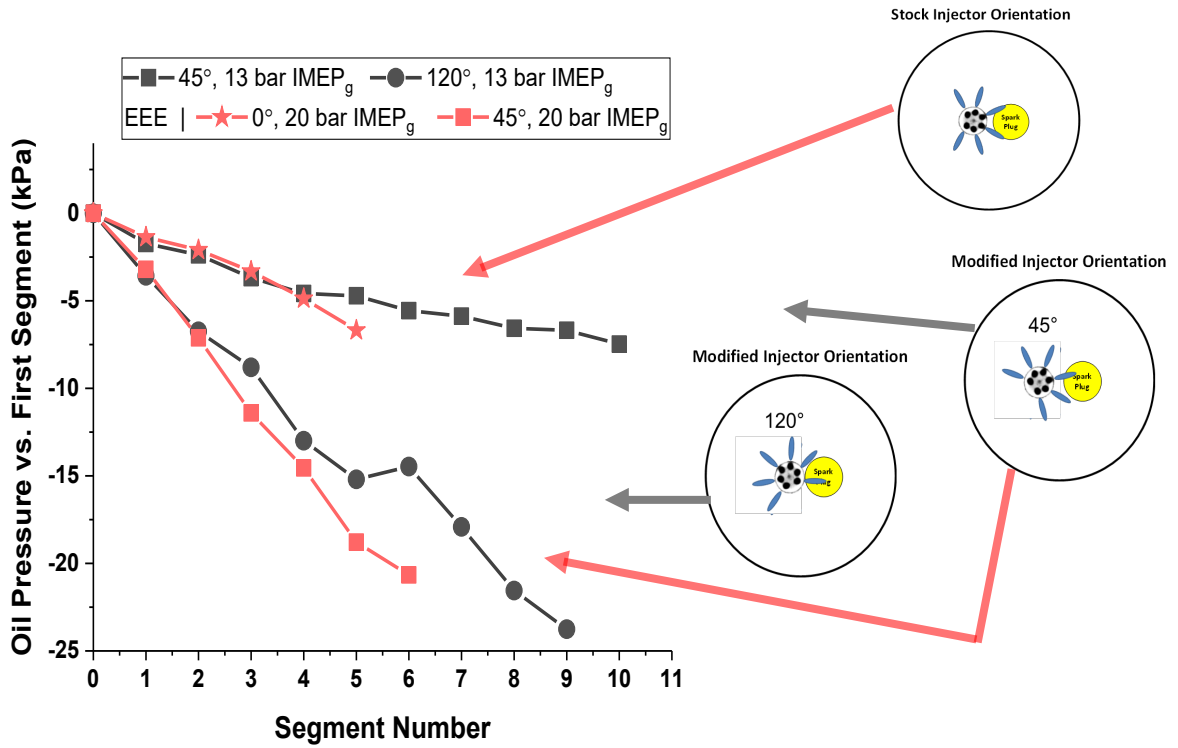 Stock Injector Orientation
Spark
Plug
45°, 13 bar IMEPg 120°, 13 bar IMEPg
EEE | 0°, 20 bar IMEPg 45°, 20 bar IMEPg
Oil Pressure vs. First Segment (kPa)
0
-5
-10
-15
-20
-25
0 1 2 3 4 5 6 7 8 9 10 11
Segment Number
Modified Injector Orientation
45°
Spark
Plug
Modified Injector Orientation
120°
Spark
Plug